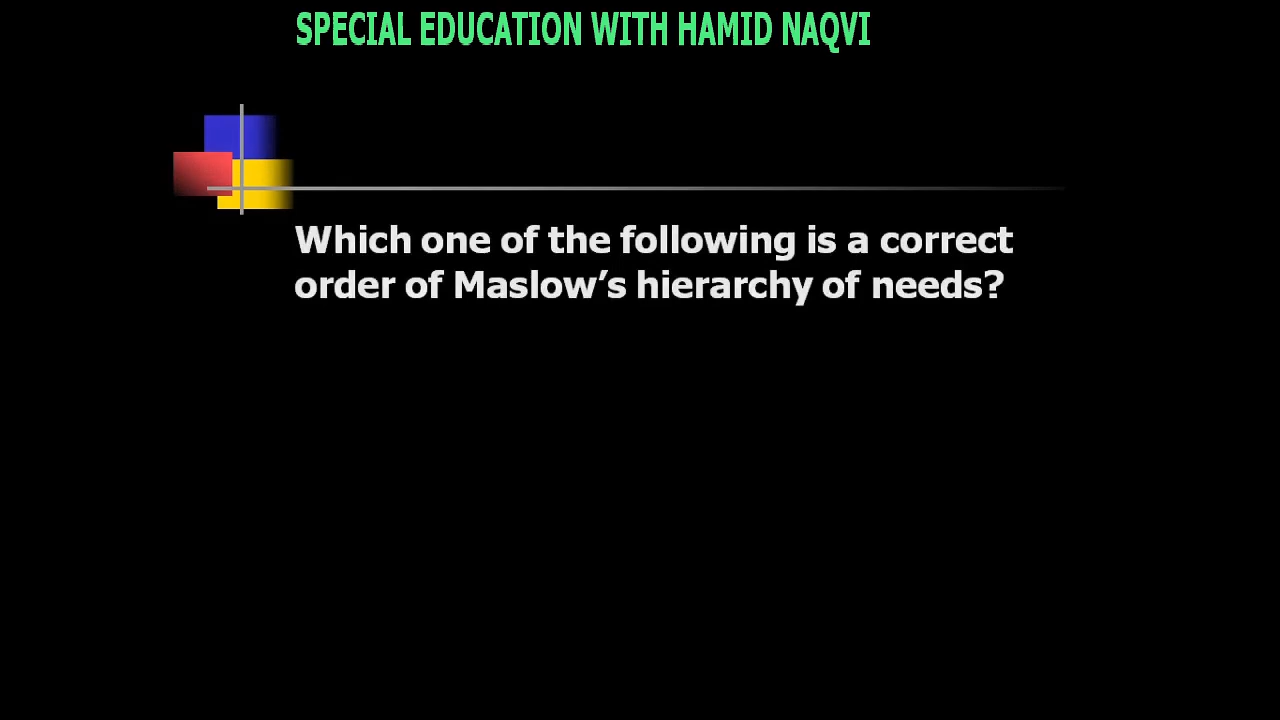 SPECIAL EDUCATION WITH HAMID NAQVI
Which one of the following is a correct
order of Maslow’s hierarchy of needs?